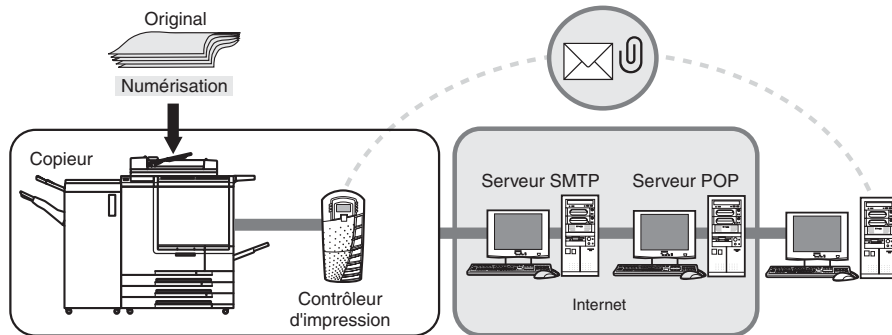 Original
Numérisation
Copieur
Serveur SMTP
Serveur POP
Contrôleur
d'impression
Internet